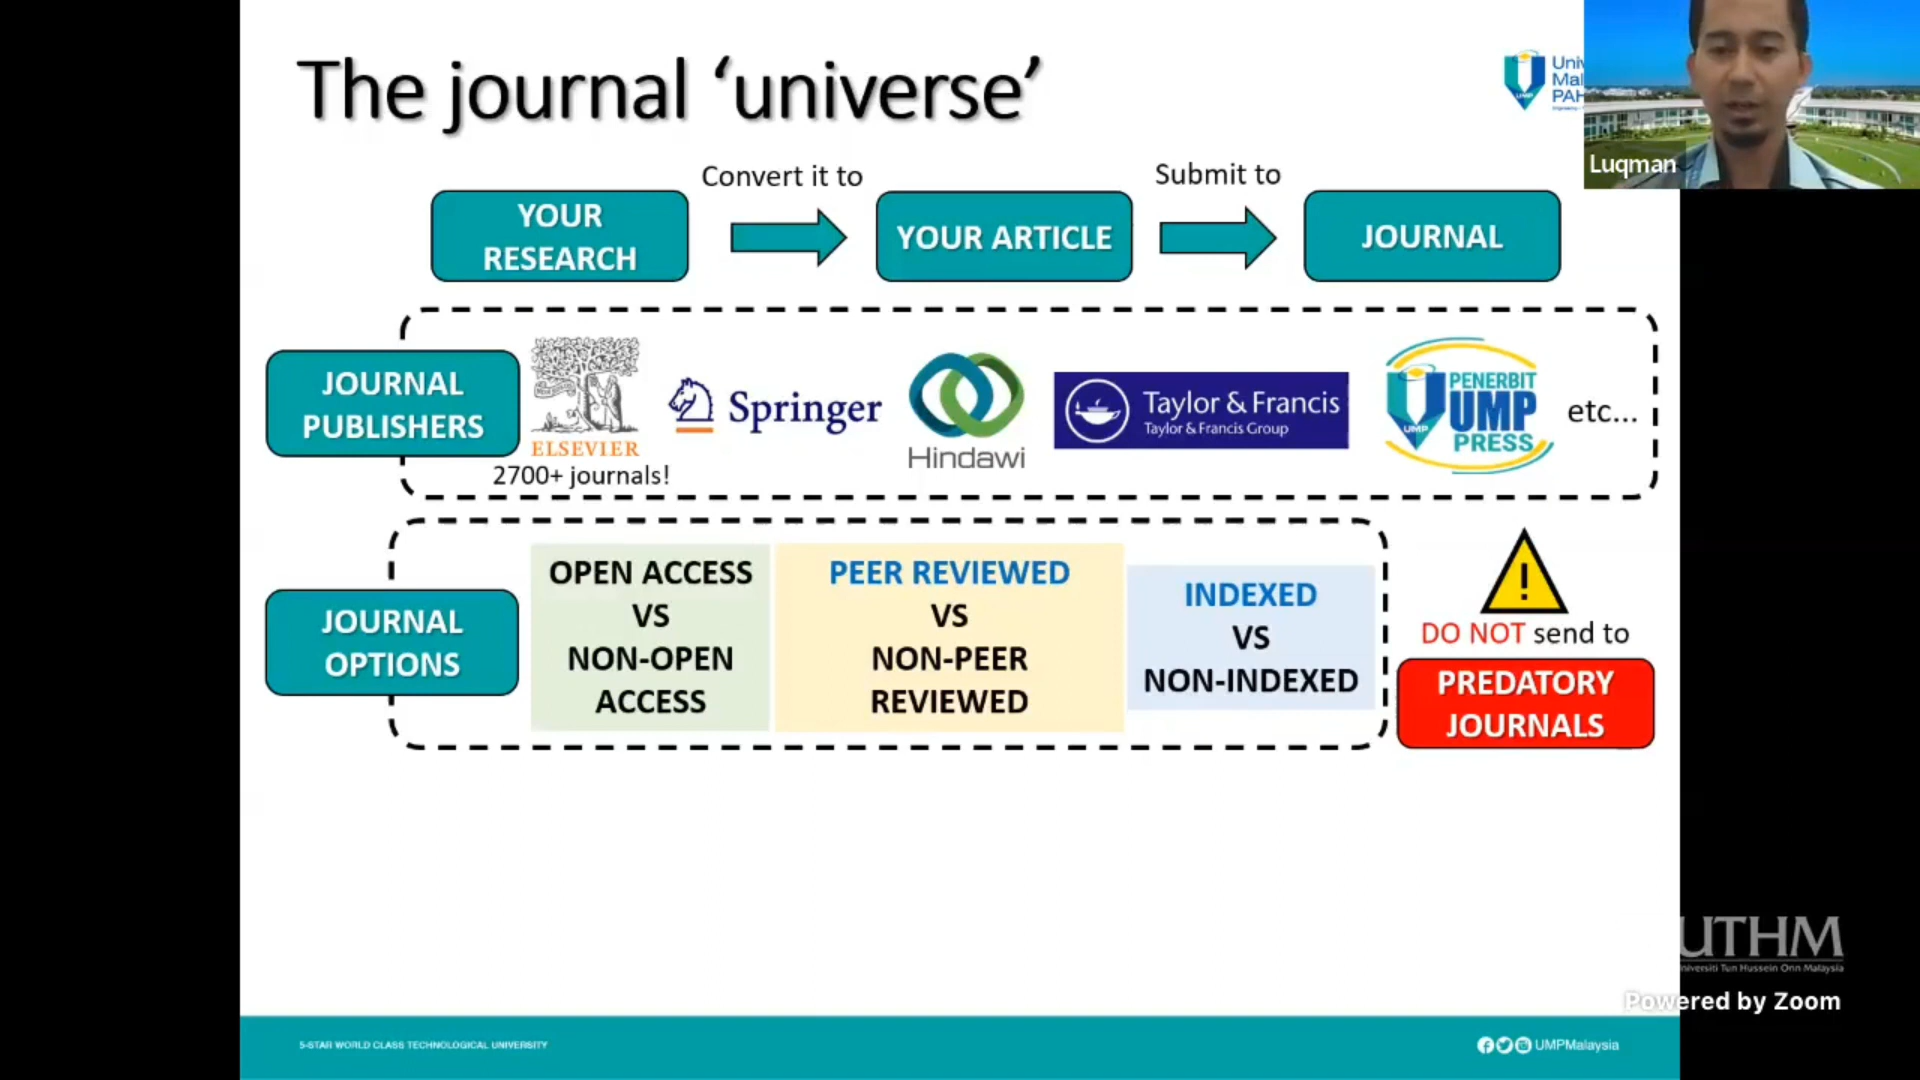 The journal ‘universe’
Luqman
UMP
Convert it to
Submit to
YOUR
RESEARCH
YOUR ARTICLE
JOURNAL
JOURNAL
PUBLISHERS
ELSEVIER
2700+ journals!
Springer
Hindawi
Taylor & Francis
Taylor & Francis Group
PENERBIT
UMP
PRESS
UMP
etc...
JOURNAL
OPTIONS
OPEN ACCESS
VS
NON-OPEN
ACCESS
PEER REVIEWED
VS
NON-PEER
REVIEWED
INDEXED
VS
NON-INDEXED
!
DO NOT send to
PREDATORY
JOURNALS
UTHM
Universiti Tun Hussein Onn Malaysia
Powered by Zoom
5-STAR WORLD CLASS TECHNOLOGICAL UNIVERSITY
UMPMalaysia